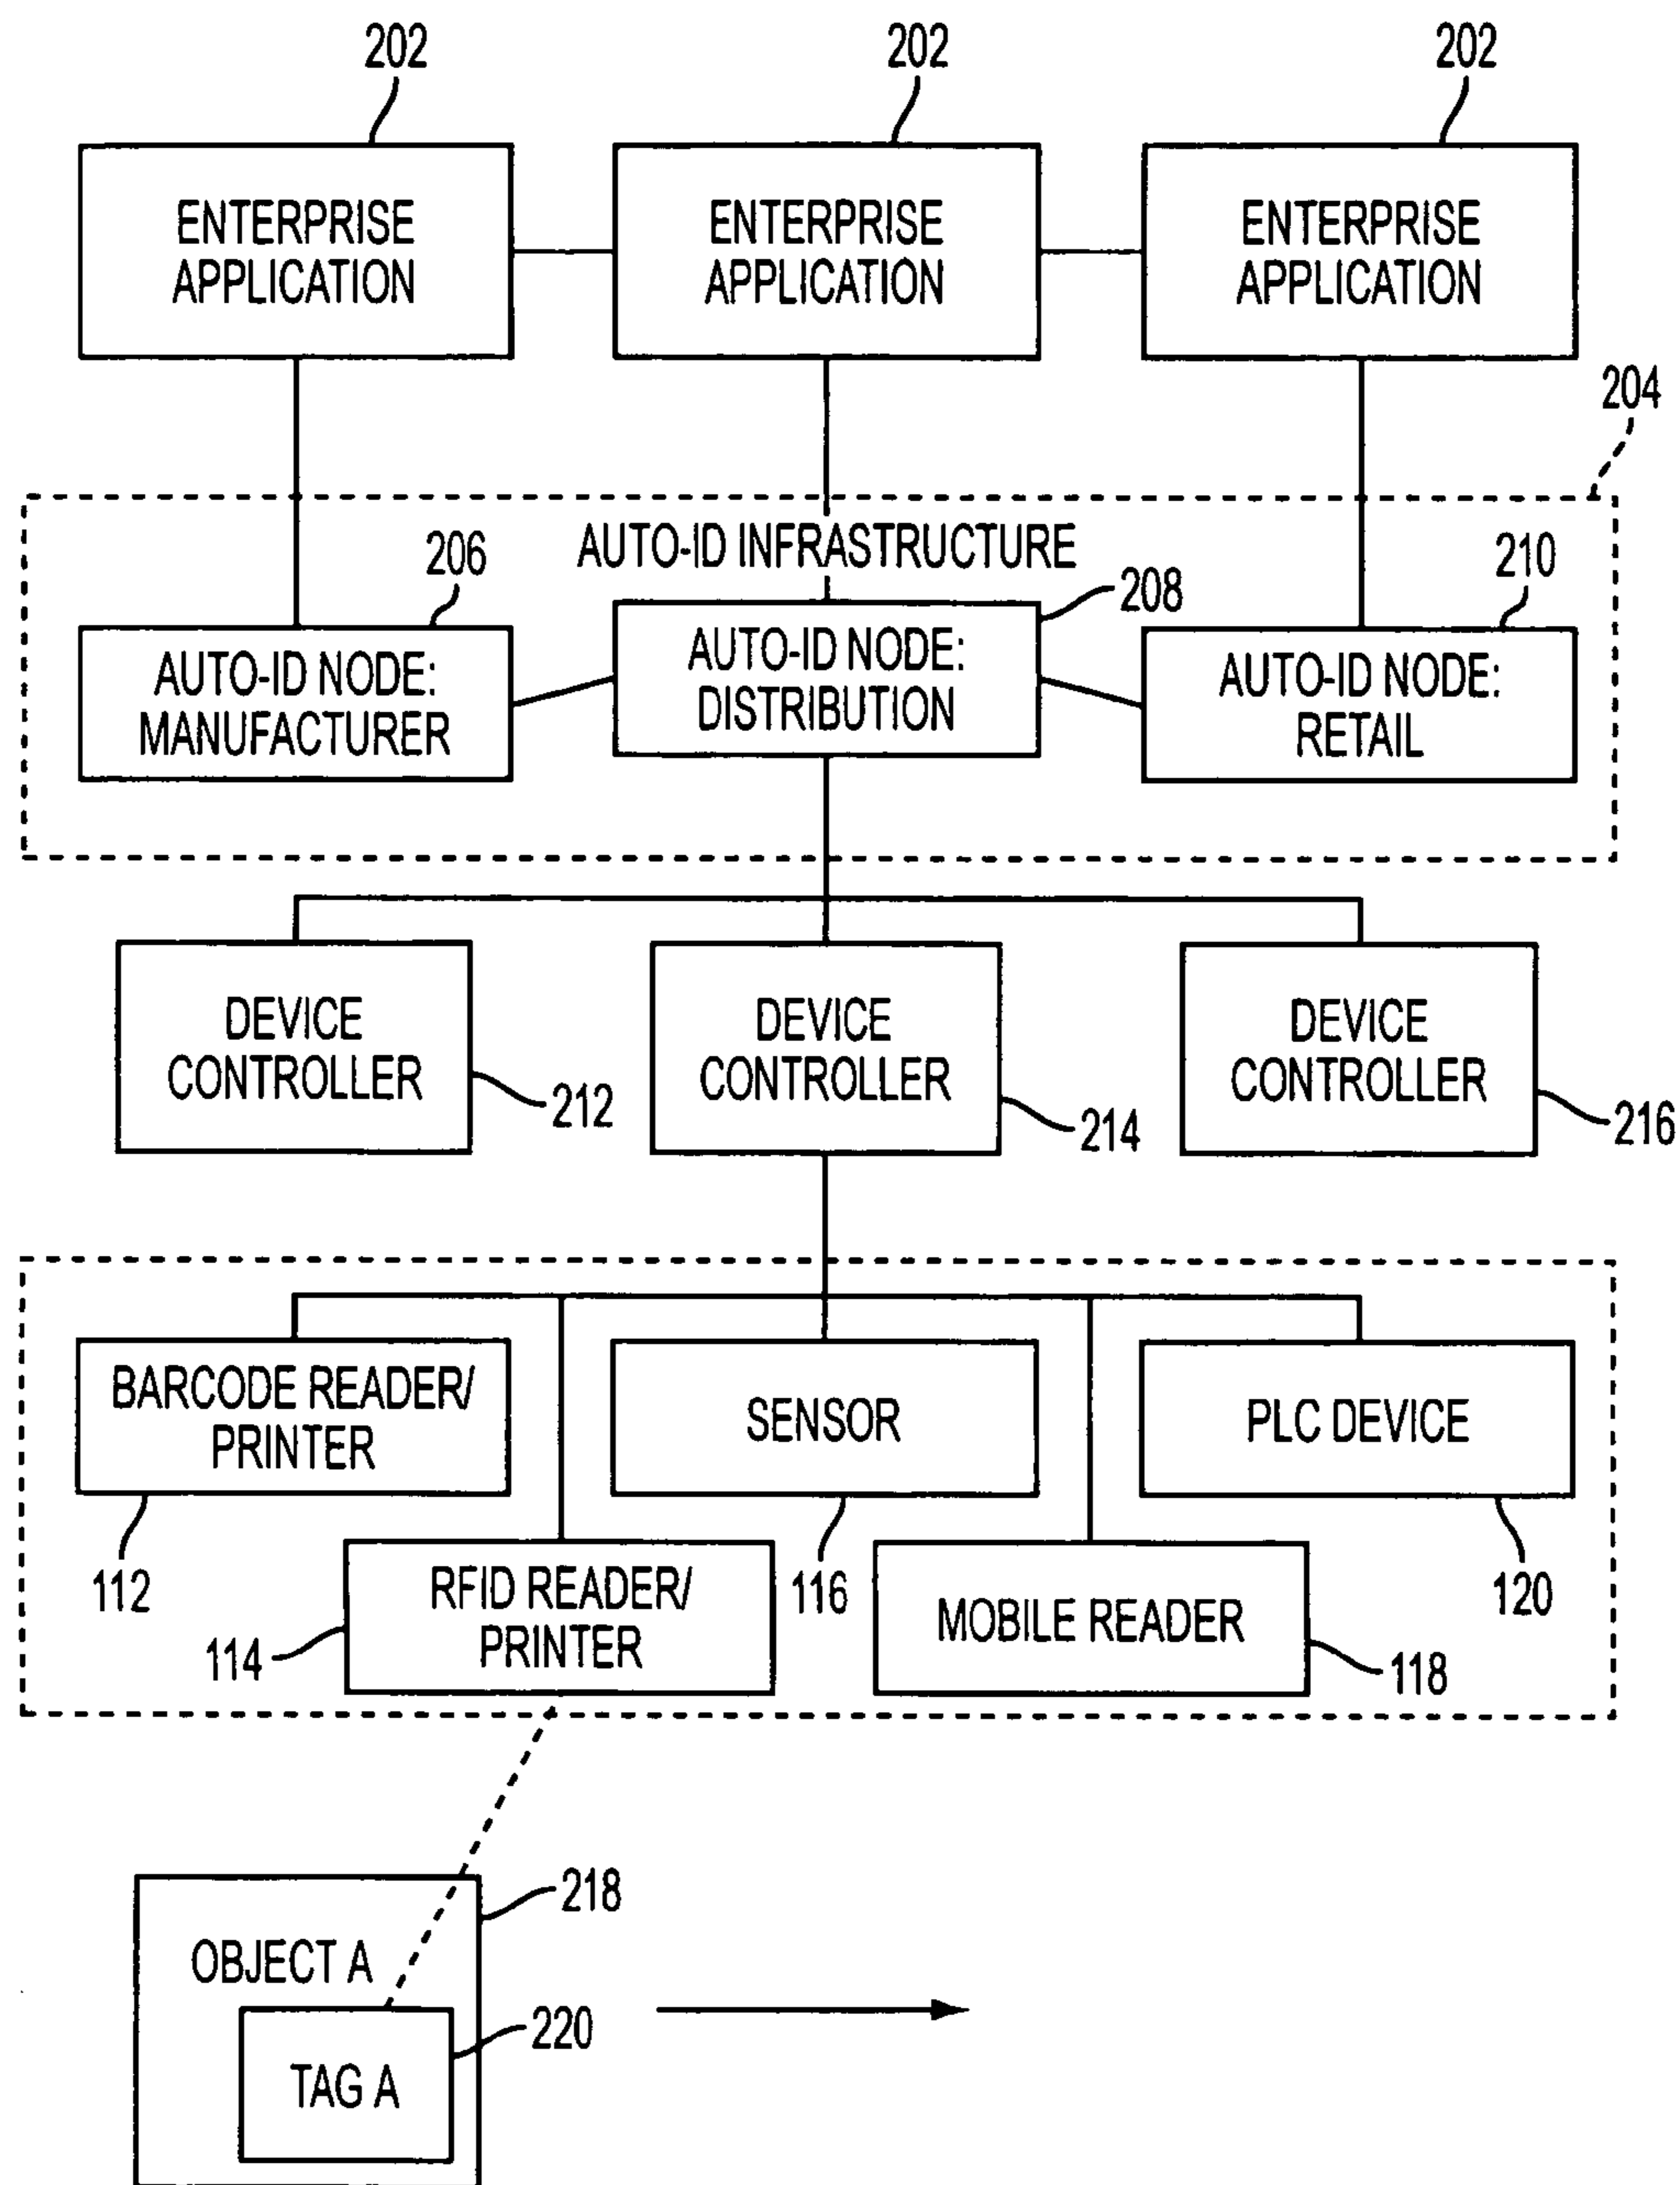 202
202
202
ENTERPRISE
APPLICATION
ENTERPRISE
APPLICATION
ENTERPRISE
APPLICATION
204
AUTO-ID INFRASTRUCTURE
206
208
210
AUTO-ID NODE:
MANUFACTURER
AUTO-ID NODE:
DISTRIBUTION
AUTO-ID NODE:
RETAIL
DEVICE
CONTROLLER
212
DEVICE
CONTROLLER
214
DEVICE
CONTROLLER
216
BARCODE READER/
PRINTER
112
SENSOR
116
PLC DEVICE
120
RFID READER/
PRINTER
114
MOBILE READER
118
218
OBJECT A
220
TAG A